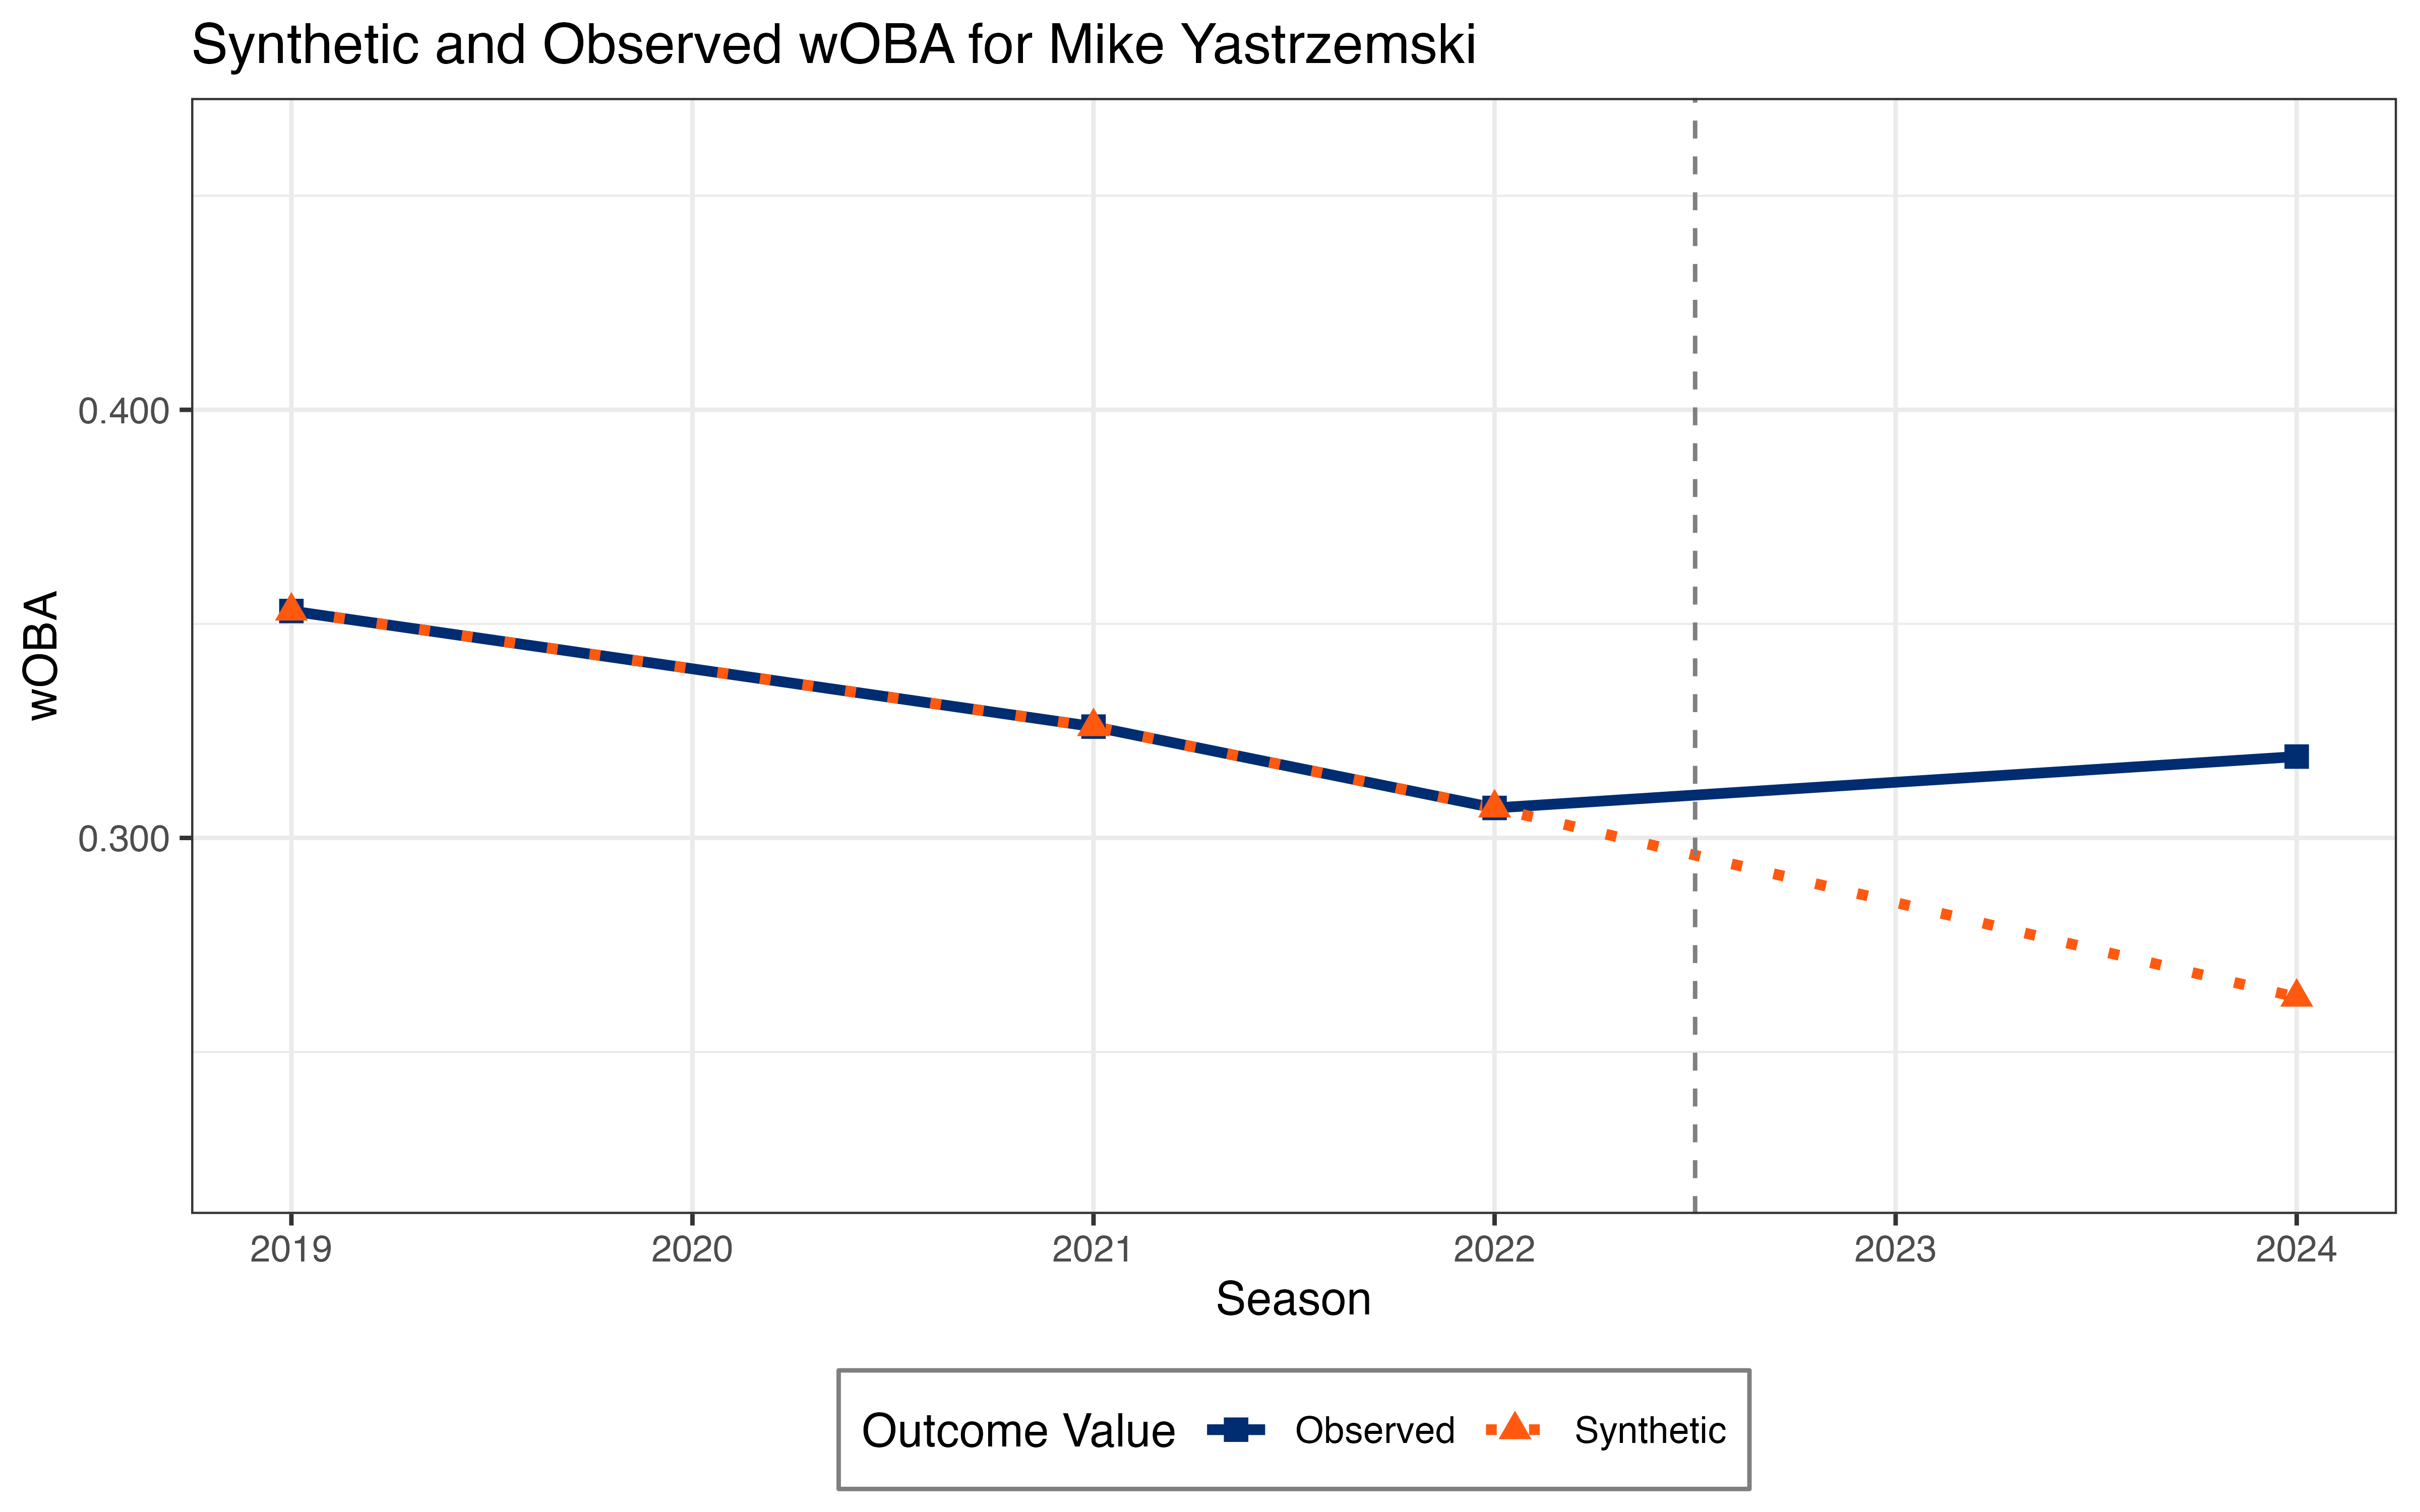 Synthetic and Observed wOBA for Mike Yastrzemski
wOBA
0.400
0.300
2019 2020 2021 2022 2023 2024
Season
Outcome Value Observed Synthetic